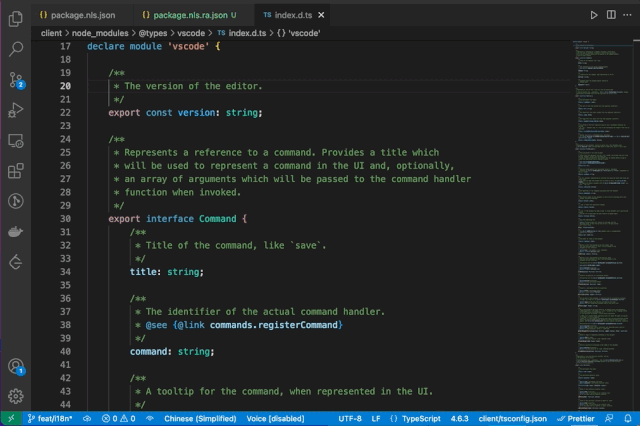 package.nls.json
package.nls.ra.json U
index.d.ts
client > node_modules > @types > vscode > index.d.ts > 'vscode'
17 declare module 'vscode' {
18
19 /**
20 * The version of the editor.
21 */
22 export const version: string;
23
24 /**
25 * Represents a reference to a command. Provides a title which
26 * will be used to represent a command in the UI and, optionally,
27 * an array of arguments which will be passed to the command handler
28 * function when invoked.
29 */
30 export interface Command {
31 /**
32 * Title of the command, like `save`.
33 */
34 title: string;
35
36 /**
37 * The identifier of the actual command handler.
38 * @see {@link commands.registerCommand}
39 */
40 command: string;
41
42 /**
43 * A tooltip for the command, when represented in the UI.
44 */
2
1
feat/i18n* 0 0 Chinese (Simplified) Voice [disabled] UTF-8 LF {} TypeScript 4.6.3 client/tsconfig.json Prettier